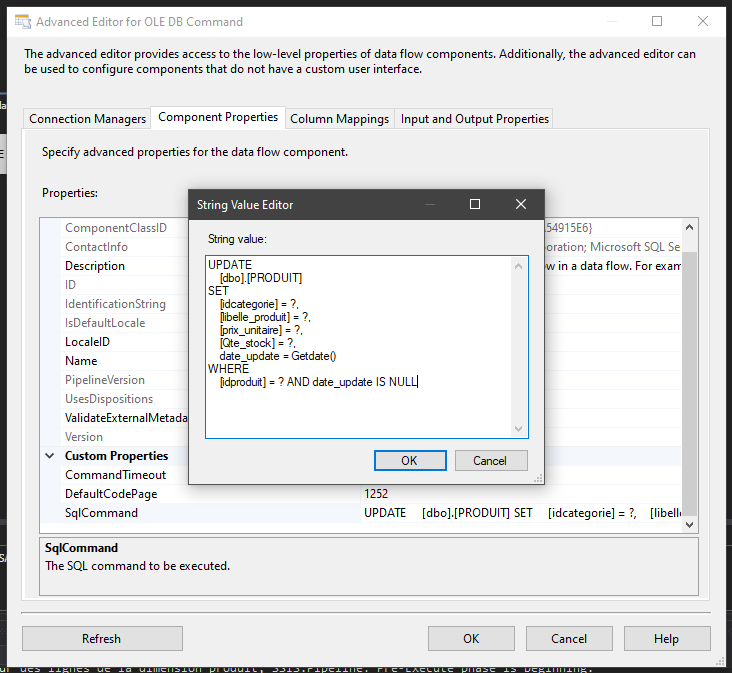 Advanced Editor for OLE DB Command
The advanced editor provides access to the low-level properties of data flow components. Additionally, the advanced editor can
be used to configure components that do not have a custom user interface.
Connection Managers Component Properties Column Mappings Input and Output Properties
Specify advanced properties for the data flow component.
Properties:
ComponentClassID 54915E6}
ContactInfo oration; Microsoft SQL Se
Description w in a data flow. For exam
ID
IdentificationString
IsDefaultLocale
LocaleID
Name
PipelineVersion
UsesDispositions
ValidateExternalMetada
Version
Custom Properties
CommandTimeout
DefaultCodePage 1252
SqlCommand UPDATE [dbo].[PRODUIT] SET [idcategorie] = ?, [libelle
String Value Editor
String value:
UPDATE
[dbo].[PRODUIT]
SET
[idcategorie] = ?,
[libelle_produit] = ?,
[prix_unitaire] = ?,
[Qte_stock] = ?,
date_update = Getdate()
WHERE
[idproduit] = ? AND date_update IS NULL
OK Cancel
SqlCommand
The SQL command to be executed.
Refresh OK Cancel Help
ur des lignes de la dimension produit, SSIS.Pipeline: Pre-Execute phase is beginning.